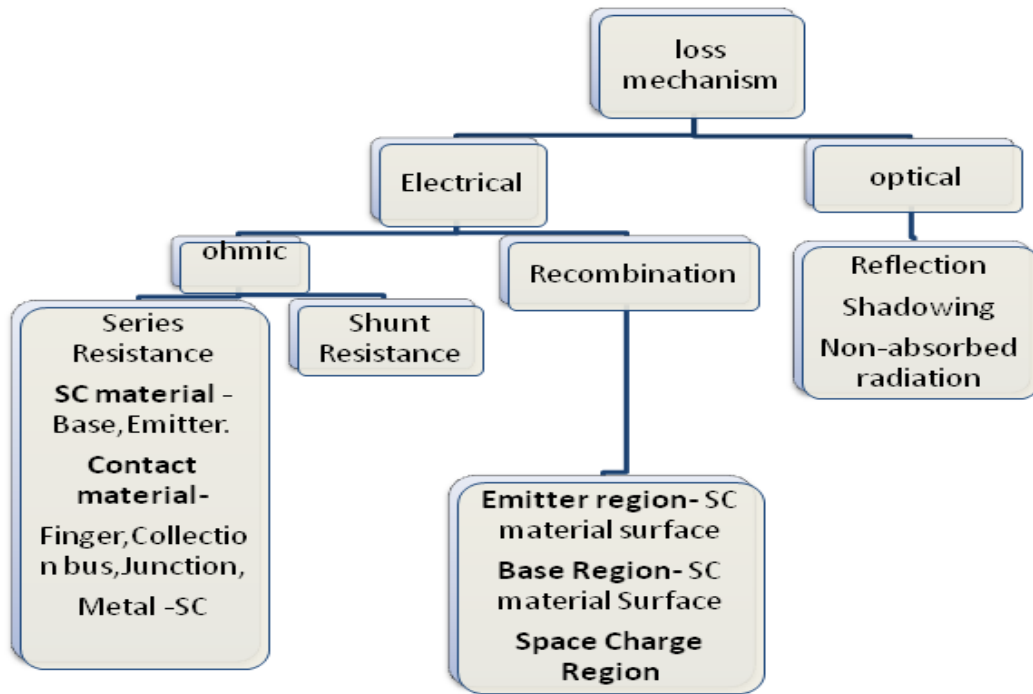 loss
mechanism
Electrical
optical
ohmic
Recombination
Reflection
Shadowing
Non-absorbed
radiation
Series
Resistance
SC material -
Base,Emitter.
Contact
material-
Finger,Collectio
n bus,Junction,
Metal -SC
Shunt
Resistance
Emitter region- SC
material surface
Base Region- SC
material Surface
Space Charge
Region